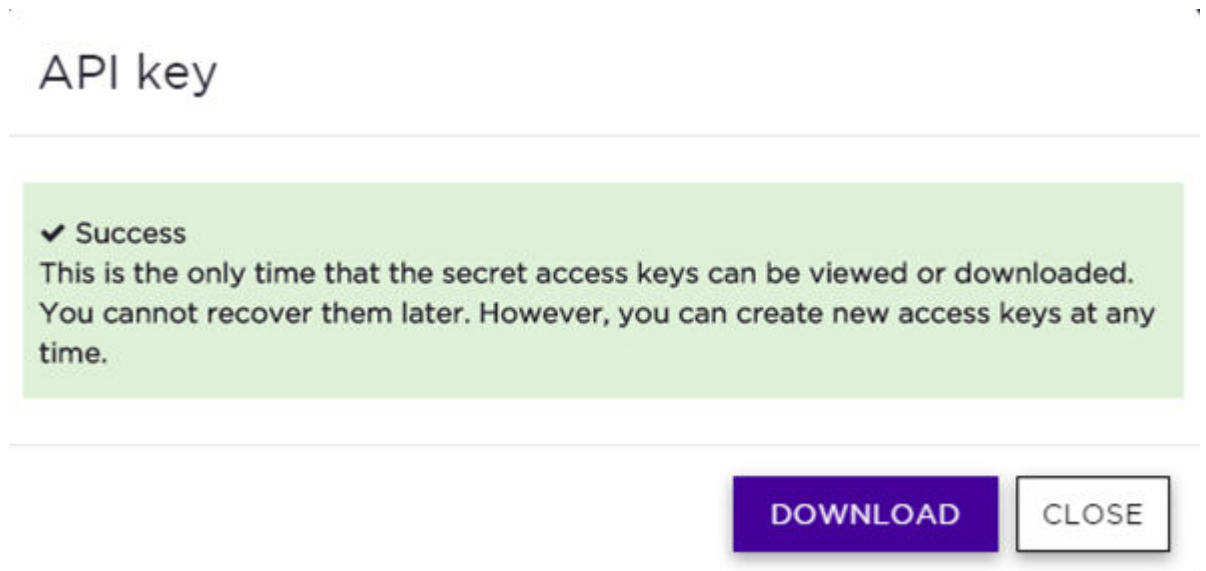 API key
✔ Success
This is the only time that the secret access keys can be viewed or downloaded.
You cannot recover them later. However, you can create new access keys at any
time.
DOWNLOAD
CLOSE